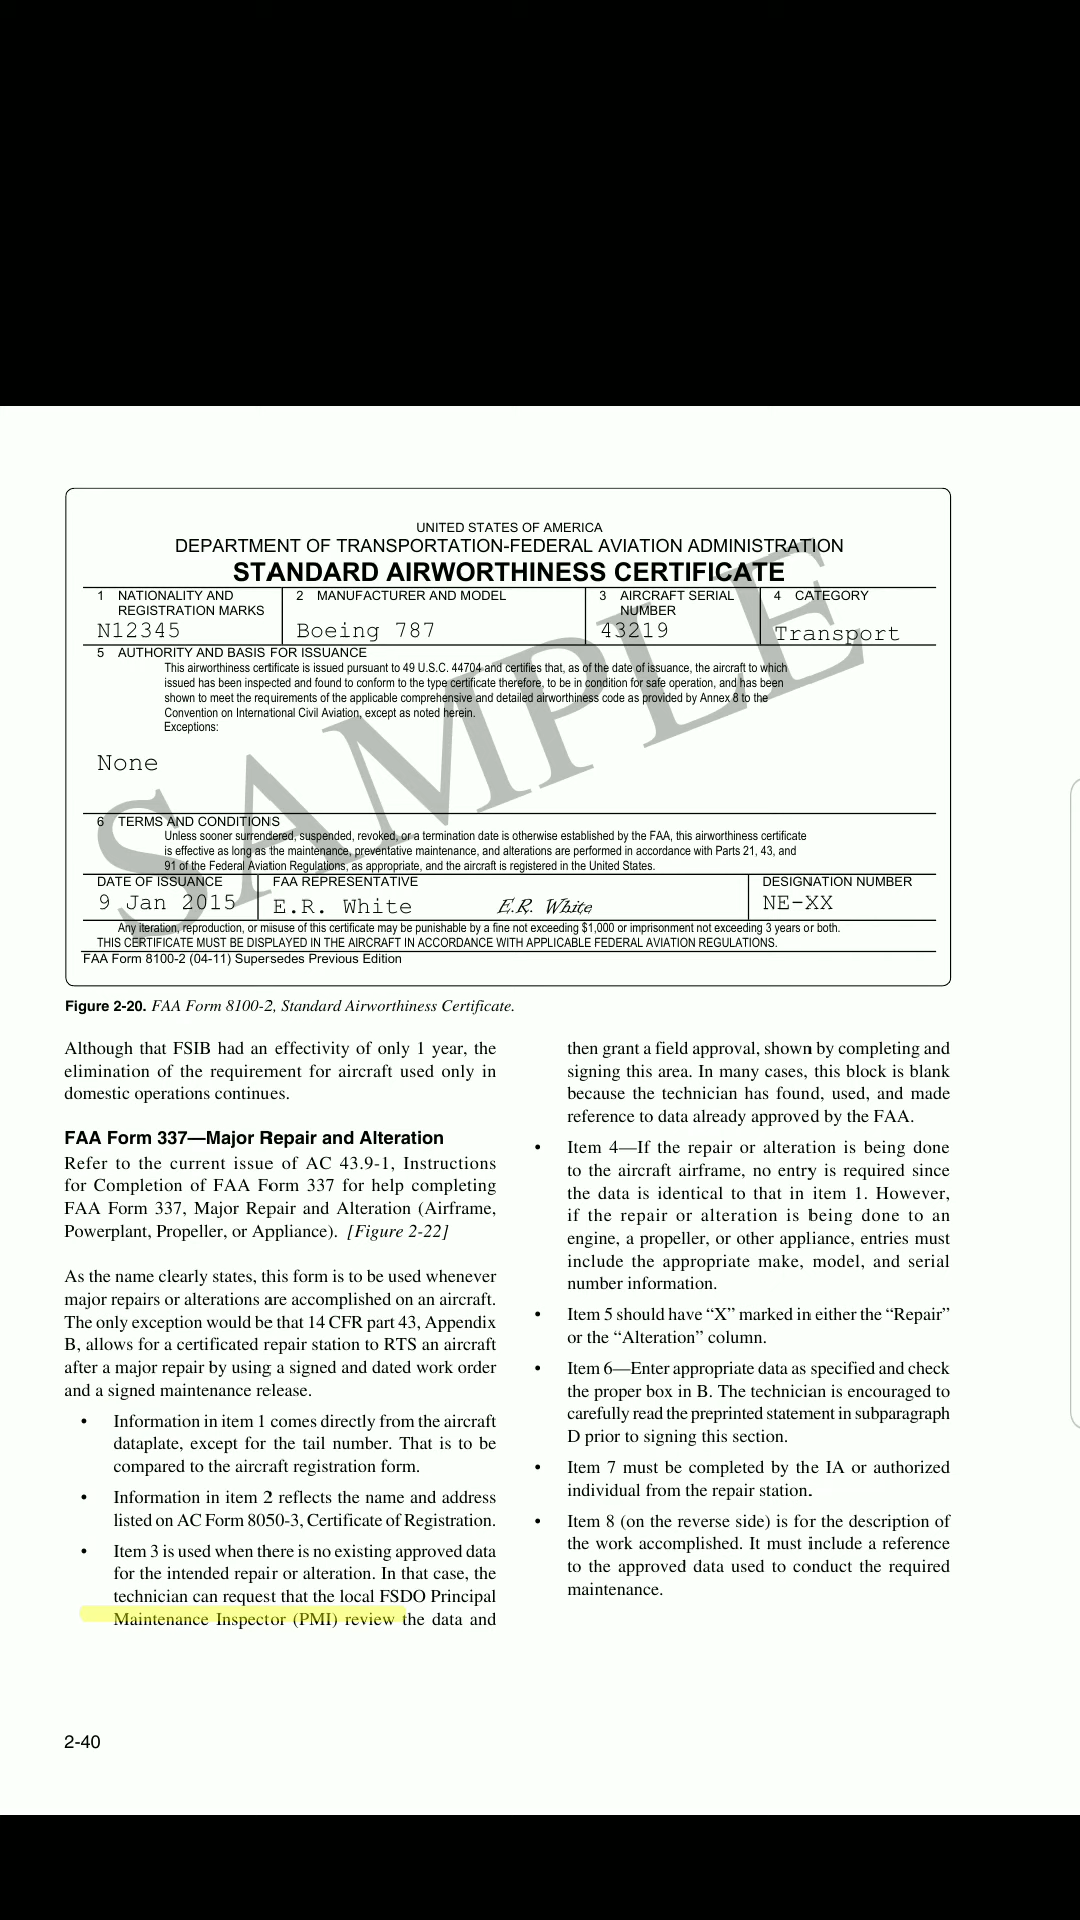 UNITED STATES OF AMERICA
DEPARTMENT OF TRANSPORTATION-FEDERAL AVIATION ADMINISTRATION
STANDARD AIRWORTHINESS CERTIFICATE
1 NATIONALITY AND REGISTRATION MARKS
N12345
2 MANUFACTURER AND MODEL
Boeing 787
3 AIRCRAFT SERIAL NUMBER
43219
4 CATEGORY
Transport
5 AUTHORITY AND BASIS FOR ISSUANCE
This airworthiness certificate is issued pursuant to 49 U.S.C. 44704 and certifies that, as of the date of issuance, the aircraft to which
issued has been inspected and found to conform to the type certificate therefore, to be in condition for safe operation, and has been
shown to meet the requirements of the applicable comprehensive and detailed airworthiness code as provided by Annex 8 to the
Convention on International Civil Aviation, except as noted herein.
Exceptions:
None
SAMPLE
6 TERMS AND CONDITIONS
Unless sooner surrendered, suspended, revoked, or a termination date is otherwise established by the FAA, this airworthiness certificate
is effective as long as the maintenance, preventative maintenance, and alterations are performed in accordance with Parts 21, 43, and
91 of the Federal Aviation Regulations, as appropriate, and the aircraft is registered in the United States.
DATE OF ISSUANCE
9 Jan 2015
FAA REPRESENTATIVE
E.R. White E.R. White
DESIGNATION NUMBER
NE-XX
Any iteration, reproduction, or misuse of this certificate may be punishable by a fine not exceeding $1,000 or imprisonment not exceeding 3 years or both.
THIS CERTIFICATE MUST BE DISPLAYED IN THE AIRCRAFT IN ACCORDANCE WITH APPLICABLE FEDERAL AVIATION REGULATIONS.
FAA Form 8100-2 (04-11) Supersedes Previous Edition
Figure 2-20. FAA Form 8100-2, Standard Airworthiness Certificate.
Although that FSIB had an effectivity of only 1 year, the
elimination of the requirement for aircraft used only in
domestic operations continues.
FAA Form 337—Major Repair and Alteration
Refer to the current issue of AC 43.9-1, Instructions
for Completion of FAA Form 337 for help completing
FAA Form 337, Major Repair and Alteration (Airframe,
Powerplant, Propeller, or Appliance). [Figure 2-22]
As the name clearly states, this form is to be used whenever
major repairs or alterations are accomplished on an aircraft.
The only exception would be that 14 CFR part 43, Appendix
B, allows for a certificated repair station to RTS an aircraft
after a major repair by using a signed and dated work order
and a signed maintenance release.
• Information in item 1 comes directly from the aircraft
dataplate, except for the tail number. That is to be
compared to the aircraft registration form.
• Information in item 2 reflects the name and address
listed on AC Form 8050-3, Certificate of Registration.
• Item 3 is used when there is no existing approved data
for the intended repair or alteration. In that case, the
technician can request that the local FSDO Principal
Maintenance Inspector (PMI) review the data and
then grant a field approval, shown by completing and
signing this area. In many cases, this block is blank
because the technician has found, used, and made
reference to data already approved by the FAA.
• Item 4—If the repair or alteration is being done
to the aircraft airframe, no entry is required since
the data is identical to that in item 1. However,
if the repair or alteration is being done to an
engine, a propeller, or other appliance, entries must
include the appropriate make, model, and serial
number information.
• Item 5 should have “X” marked in either the “Repair”
or the “Alteration” column.
• Item 6—Enter appropriate data as specified and check
the proper box in B. The technician is encouraged to
carefully read the preprinted statement in subparagraph
D prior to signing this section.
• Item 7 must be completed by the IA or authorized
individual from the repair station.
• Item 8 (on the reverse side) is for the description of
the work accomplished. It must include a reference
to the approved data used to conduct the required
maintenance.
2-40